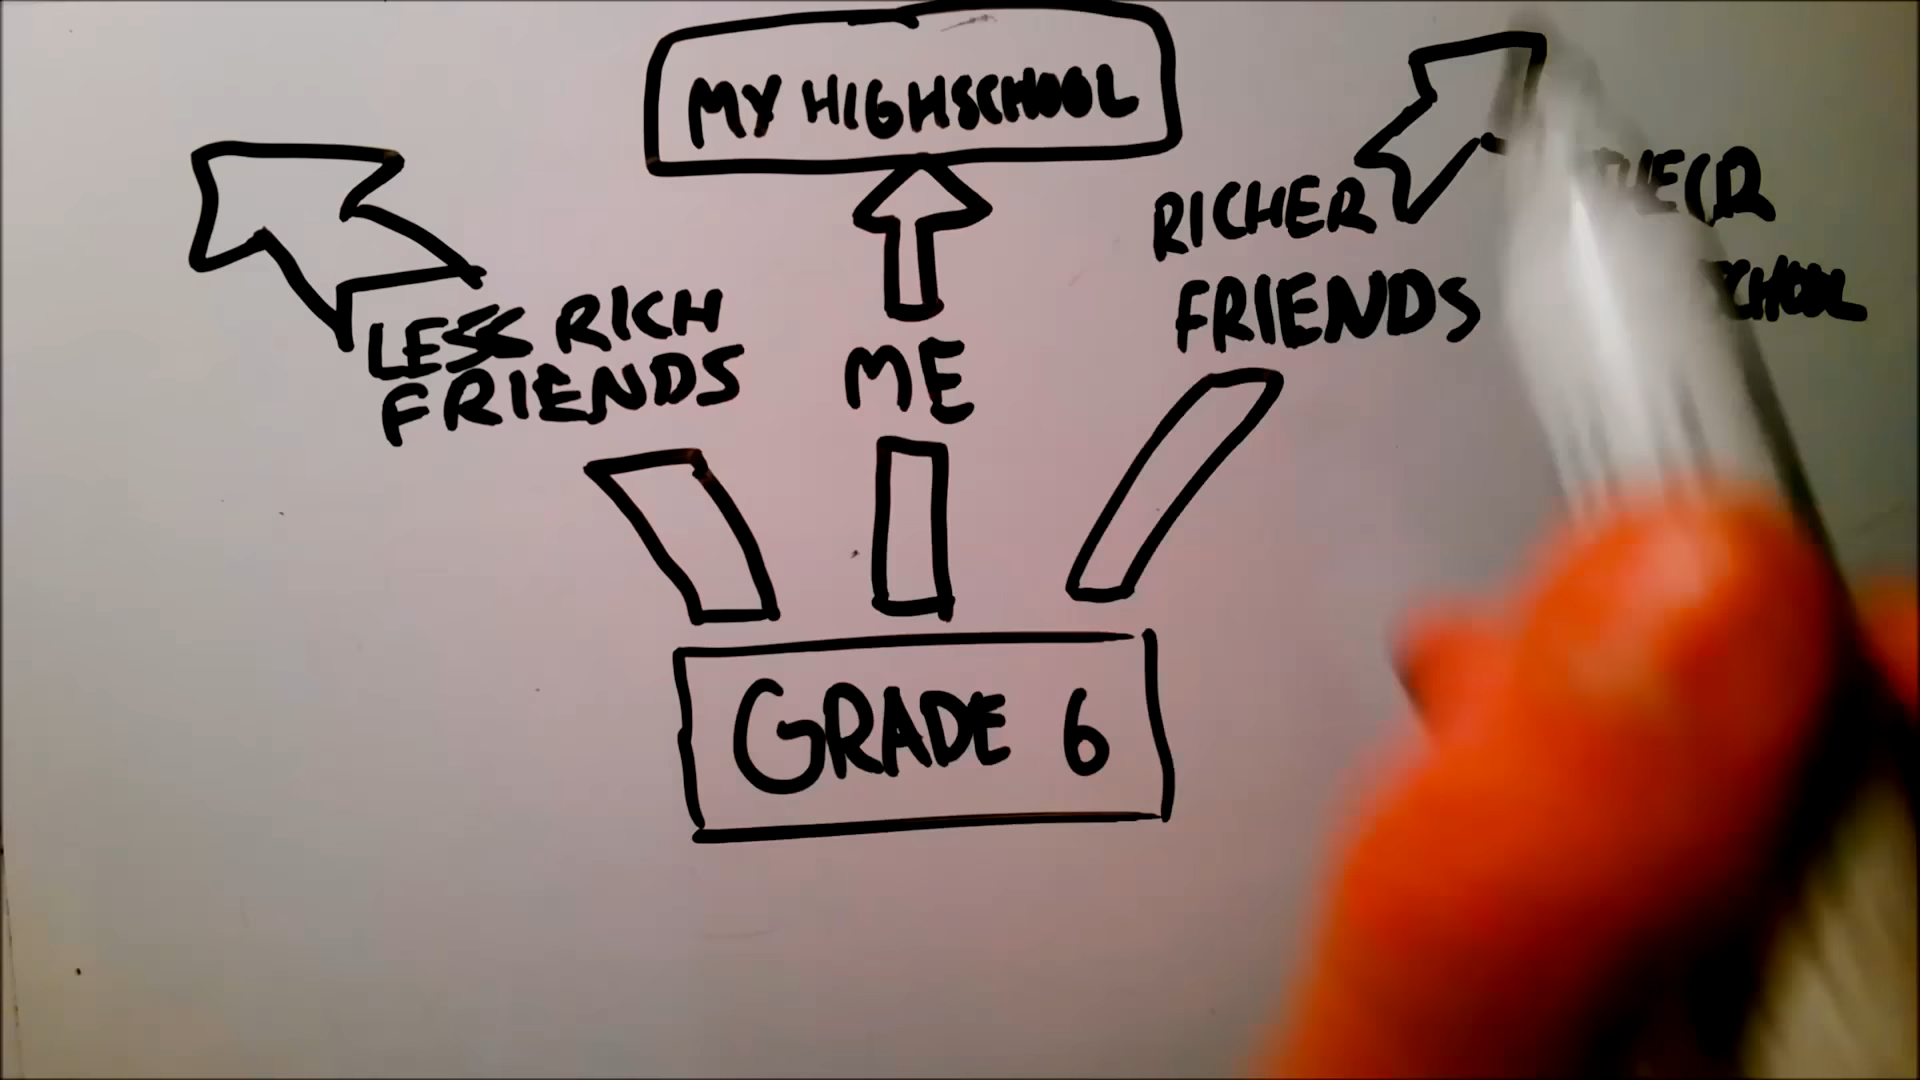 MY HIGHSCHOOL
RICHER
FRIENDS
LESS RICH
FRIENDS
ME
GRADE 6